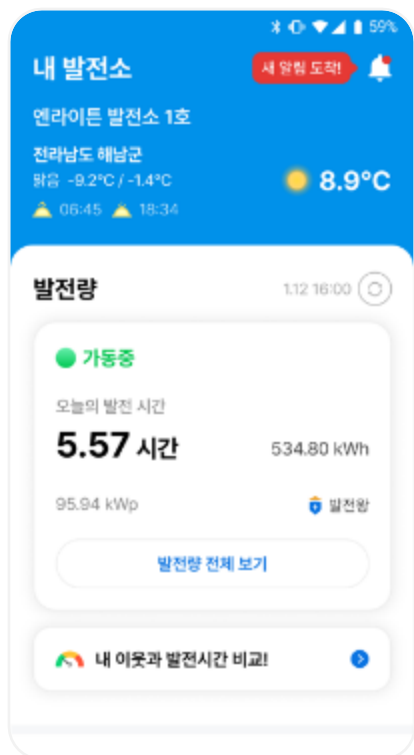 59%
내 발전소
새 알림 도착!
엔라이튼 발전소 1호
전라남도 해남군
맑음 -9.2°C / -1.4°C
8.9°C
06:45 18:34
발전량
1.12 16:00
가동중
오늘의 발전 시간
5.57 시간
534.80 kWh
95.94 kWp
발전왕
발전량 전체 보기
내 이웃과 발전시간 비교!